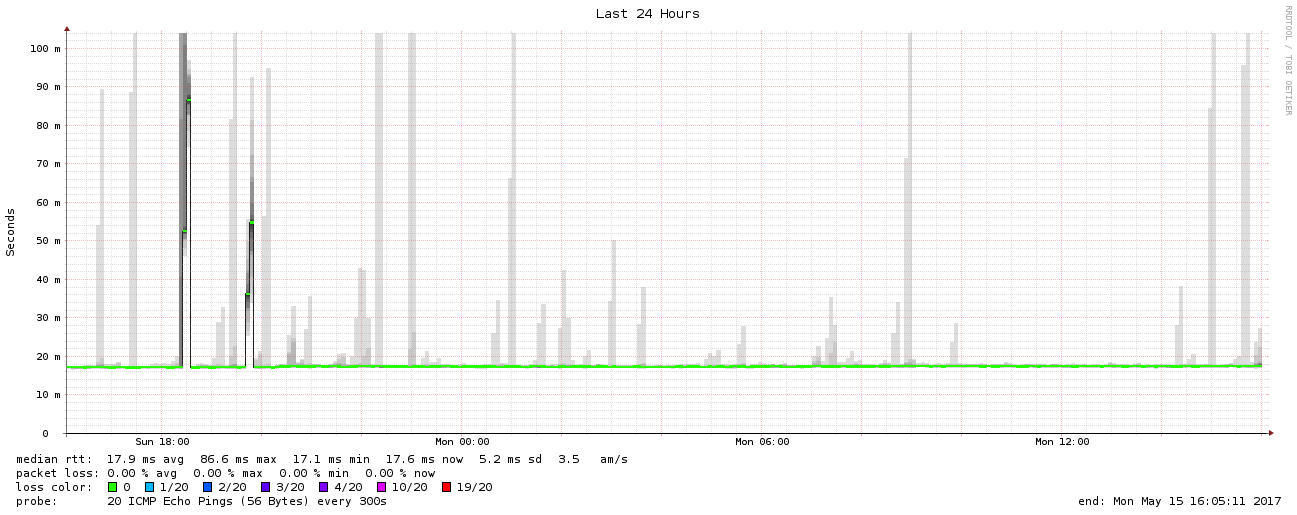 Last 24 Hours
RRDTOOL / TOBI OETIKER
Seconds
100 m
90 m
80 m
70 m
60 m
50 m
40 m
30 m
20 m
10 m
0
Sun 18:00 Mon 00:00 Mon 06:00 Mon 12:00
median rtt: 17.9 ms avg 86.6 ms max 17.1 ms min 17.6 ms now 5.2 ms sd 3.5 am/s
packet loss: 0.00 % avg 0.00 % max 0.00 % min 0.00 % now
loss color: 0 1/20 2/20 3/20 4/20 10/20 19/20
probe: 20 ICMP Echo Pings (56 Bytes) every 300s end: Mon May 15 16:05:11 2017